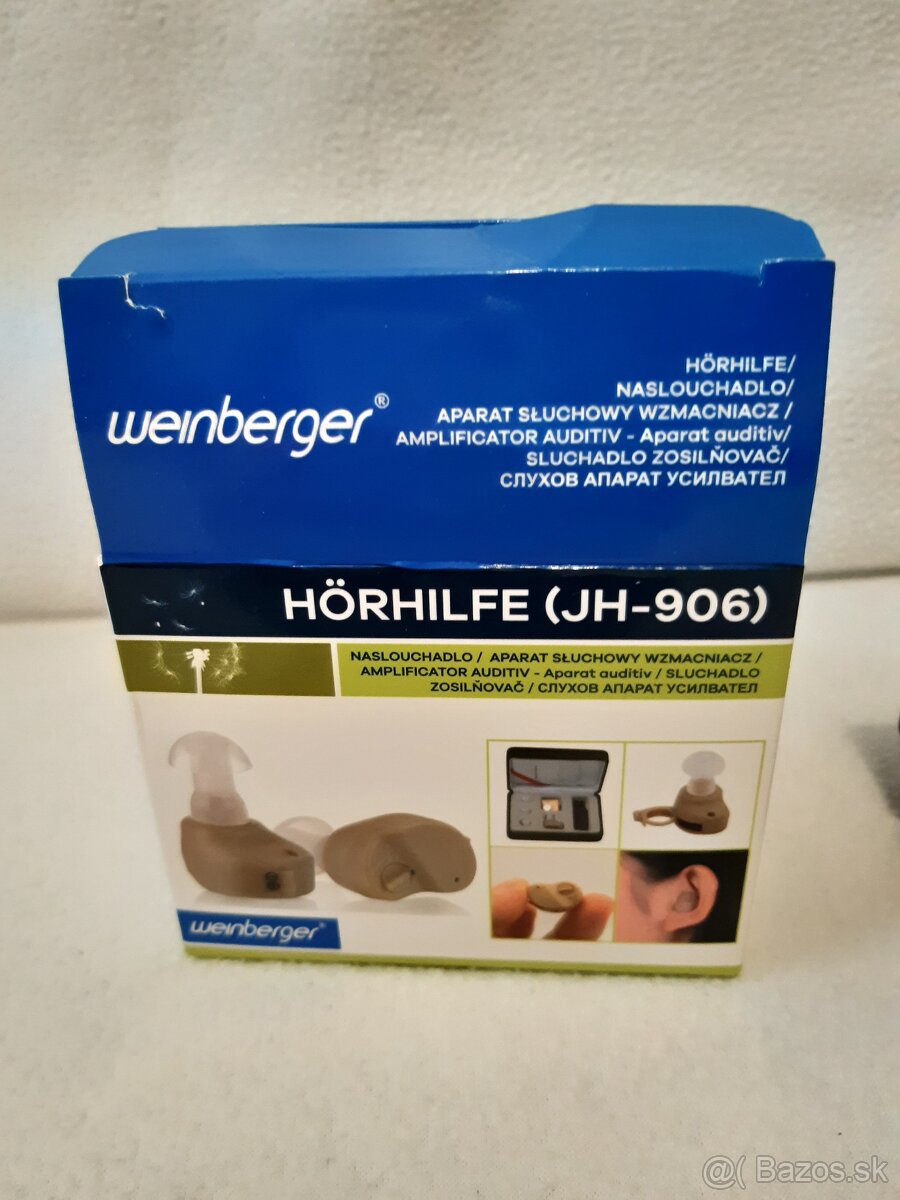 HÖRHILFE/
NASLOUCHADLO/
APARAT SŁUCHOWY WZMACNIACZ /
weinberger®
AMPLIFICATOR AUDITIV - Aparat auditiv/
SLUCHADLO ZOSILŇOVAČ/
СЛУХОВ АПАРАТ УСИЛВАТЕЛ
HÖRHILFE (JH-906)
NASLOUCHADLO / APARAT SŁUCHOWY WZMACNIACZ /
AMPLIFICATOR AUDITIV - Aparat auditiv / SLUCHADLO
ZOSILŇOVAČ / СЛУХОВ АПАРАТ УСИЛВАТЕЛ
weinberger®
@( Bazos.sk